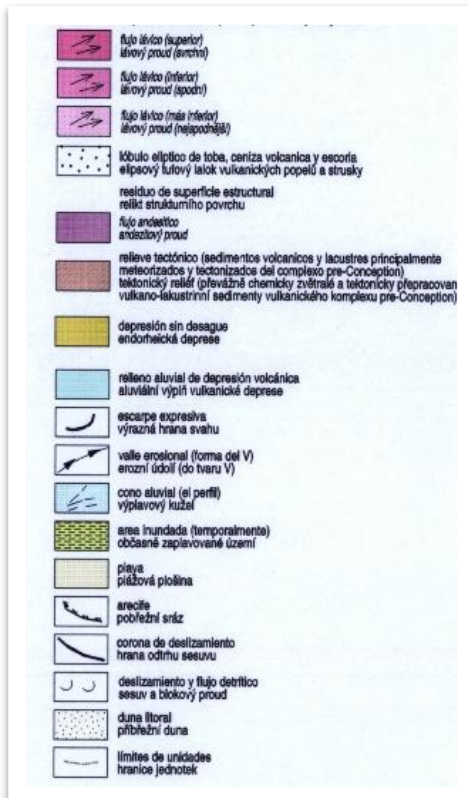 flujo lávico (superior)
lávový proud (svrchní)
flujo lávico (inferior)
lávový proud (spodní)
flujo lávico (más inferior)
lávový proud (nejspodnější)
lóbulo eliptico de toba, ceniza volcanica y escoria
elipsový tufový lalok vulkanických popelů a strusky
residuo de superficie estructural
relikt strukturního povrchu
flujo andesitico
andezitový proud
relieve tectónico (sedimentos volcanicos y lacustres principalmente
meteorizados y tectonizados del complexo pre-Conception)
tektonický reliéf (převážně chemicky zvětralé a tektonicky přepracovan
vulkano-lakustrinní sedimenty vulkanického komplexu pre-Conception)
depresión sin desague
endorheická deprese
relleno aluvial de depresión volcánica
aluviální výplň vulkanické deprese
escarpe expresiva
výrazná hrana svahu
valle erosional (forma del V)
erozní údolí (do tvaru V)
cono aluvial (el perfil)
výplavový kužel
area inundada (temporalmente)
občasně zaplavované území
playa
plážová plošina
arecife
pobřežní sráz
corona de deslizamiento
hrana odtrhu sesuvu
deslizamiento y flujo detrítico
sesuv a blokový proud
duna litoral
příbřežní duna
límites de unidades
hranice jednotek